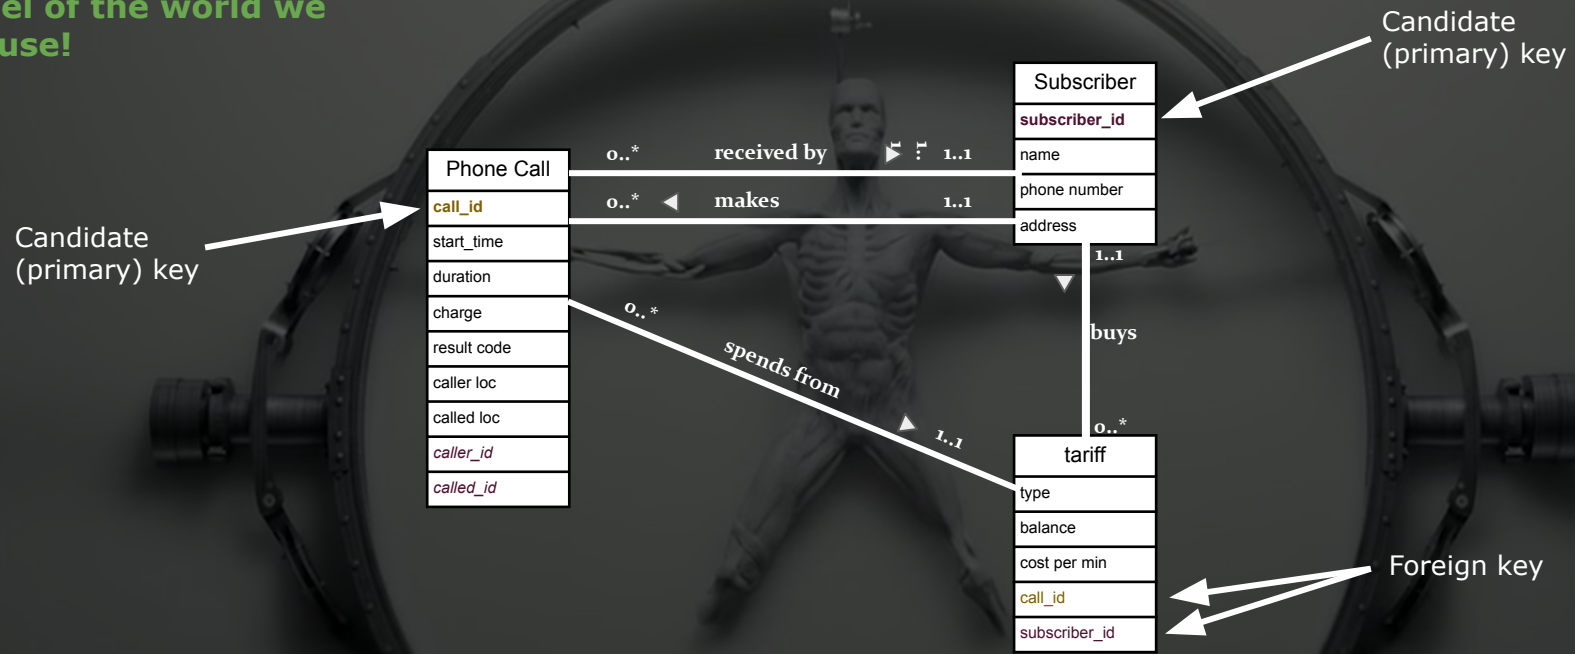 el of the world we
use!
Candidate
(primary) key
Subscriber
subscriber_id
name
phone number
address
0..* received by 1..1
0..* makes 1..1
Phone Call
call_id
start_time
duration
charge
result code
caller loc
called loc
caller_id
called_id
Candidate
(primary) key
1..1
buys
0..*
0..*
spends from
1..1
tariff
type
balance
cost per min
call_id
subscriber_id
Foreign key